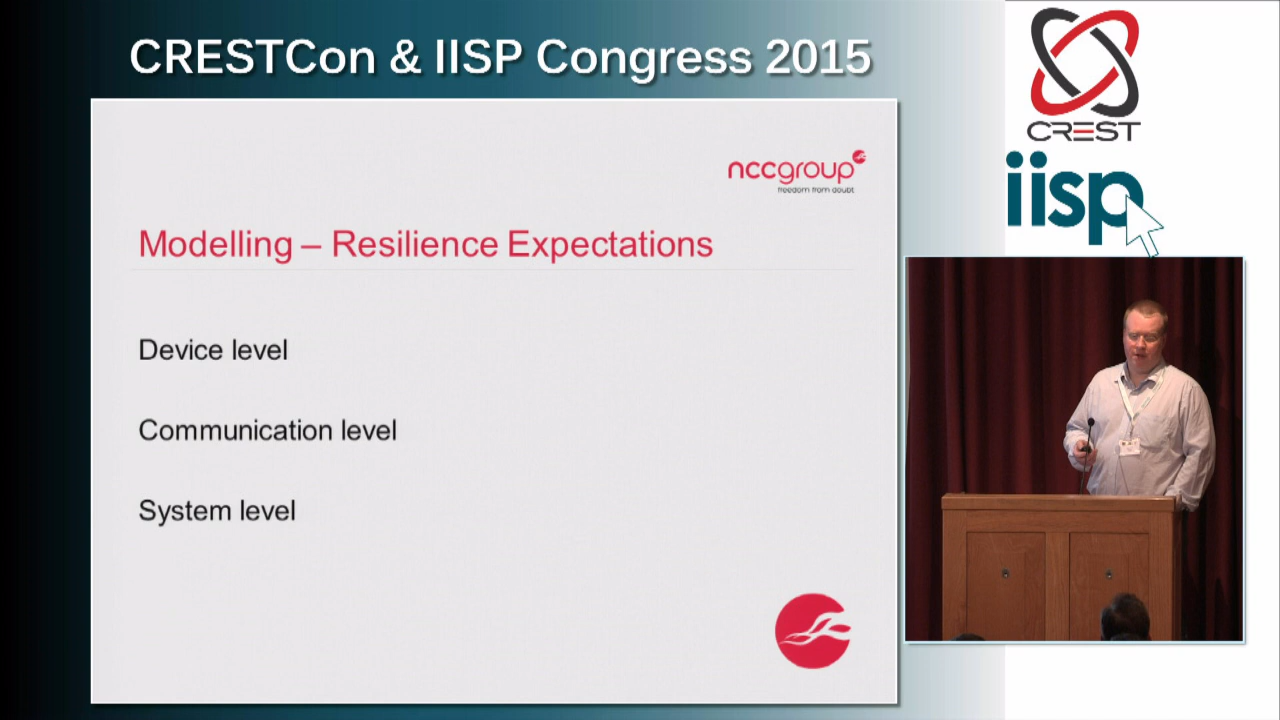 CRESTCon & IISP Congress 2015
CREST
iisp
nccgroup
freedom from doubt
Modelling – Resilience Expectations
Device level
Communication level
System level